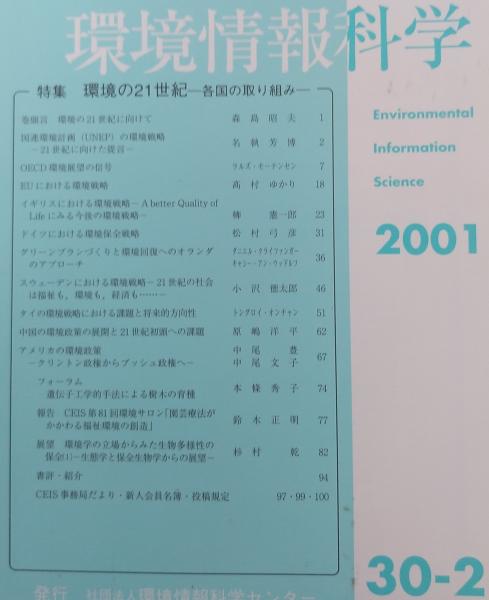 環境情報科学
特集　環境の21世紀―各国の取り組み―
巻頭言　環境の21世紀に向けて　森島昭夫　1
国連環境計画（UNEP）の環境戦略
－21世紀に向けた提言－　名執芳博　2
OECD環境展望の信号　ラルズ・モーテンセン　7
EUにおける環境戦略　高村ゆかり　18
イギリスにおける環境戦略－A better Quality of
Lifeにみる今後の環境戦略－　柳憲一郎　23
ドイツにおける環境保全戦略　松村弓彦　31
グリーンプランづくりと環境回復へのオランダ
のアプローチ　ダニエル・クライファンガー
キャシー・アン・ウッドルフ　36
スウェーデンにおける環境戦略－21世紀の社会
は福祉も，環境も，経済も……－　小沢徳太郎　46
タイの環境戦略における課題と将来的方向性　トングロイ・オンチャン　51
中国の環境政策の展開と21世紀初頭への課題　原嶋洋平　62
アメリカの環境政策
－クリントン政権からブッシュ政権へ－　中尾豊
中尾文子　67
フォーラム
遺伝子工学的手法による樹木の育種　本條秀子　74
報告　CEIS第81回環境サロン「園芸療法が
かかわる福祉環境の創造」　鈴木正明　77
展望　環境学の立場からみた生物多様性の
保全(1)－生態学と保全生物学からの展望－　杉村乾　82
書評・紹介　94
CEIS事務局だより・新入会員名簿・投稿規定　97・99・100
Environmental
Information
Science
2001
30-2
発行　社団法人環境情報科学センター